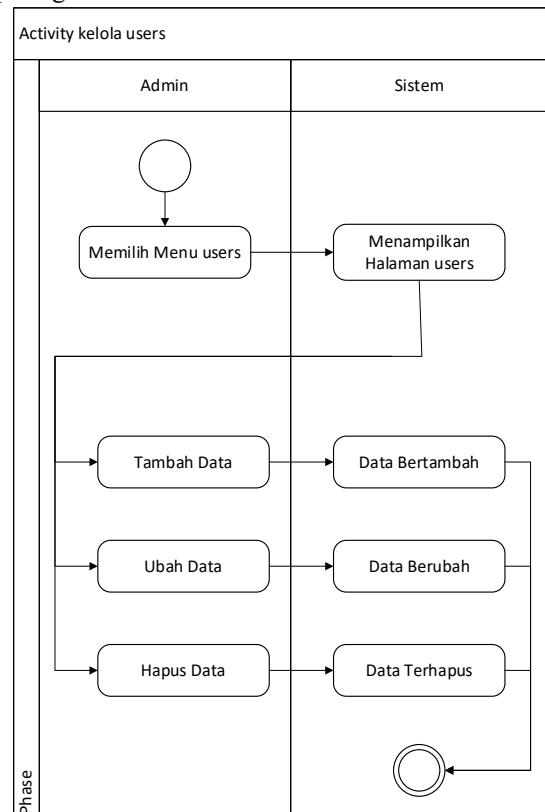 Activity kelola users
Admin
Sistem
Memilih Menu users
Menampilkan
Halaman users
Tambah Data
Data Bertambah
Ubah Data
Data Berubah
Hapus Data
Data Terhapus
Phase